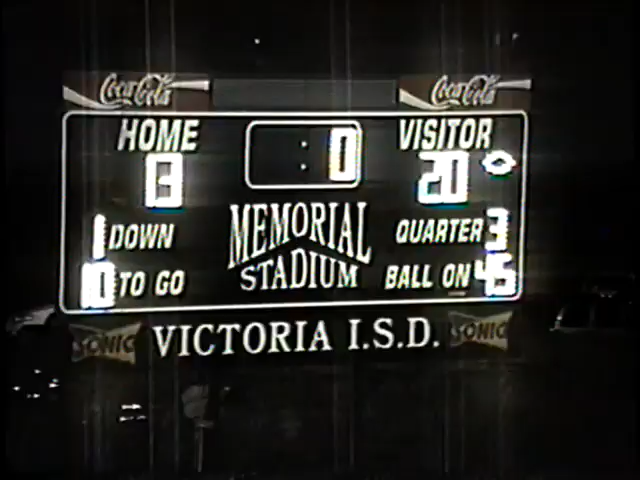 Coca-Cola Coca-Cola
HOME : 0 VISITOR
13 20
1 DOWN MEMORIAL QUARTER 3
10 TO GO STADIUM BALL ON 45
SONIC VICTORIA I.S.D. SONIC